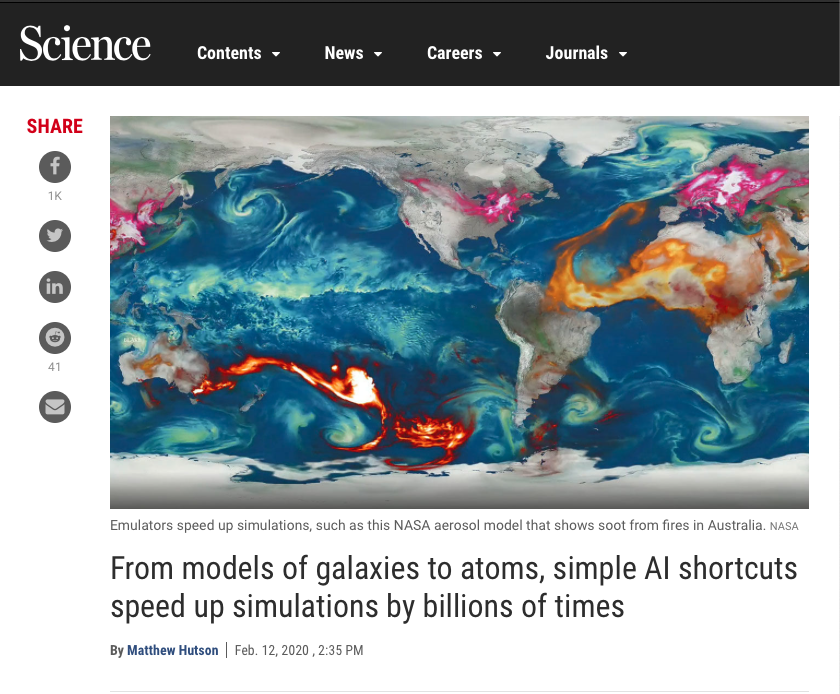 Science
Contents
News
Careers
Journals
SHARE
1K
41
Emulators speed up simulations, such as this NASA aerosol model that shows soot from fires in Australia. NASA
From models of galaxies to atoms, simple AI shortcuts
speed up simulations by billions of times
By Matthew Hutson | Feb. 12, 2020 , 2:35 PM